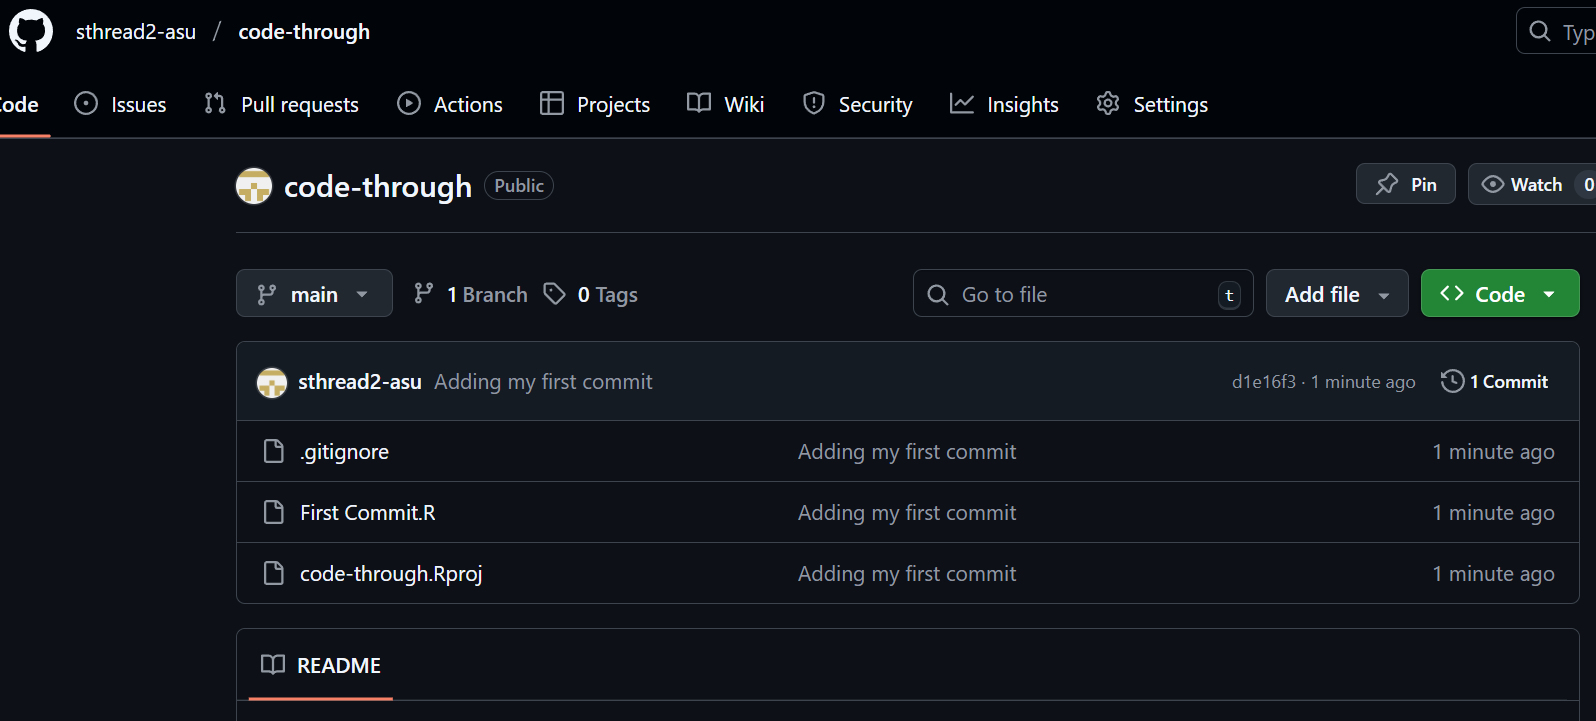 sthread2-asu / code-through
Typ
ode Issues Pull requests Actions Projects Wiki Security Insights Settings
code-through Public Pin Watch 0
main 1 Branch 0 Tags Go to file t Add file Code
sthread2-asu Adding my first commit d1e16f3 · 1 minute ago 1 Commit
.gitignore Adding my first commit 1 minute ago
First Commit.R Adding my first commit 1 minute ago
code-through.Rproj Adding my first commit 1 minute ago
README